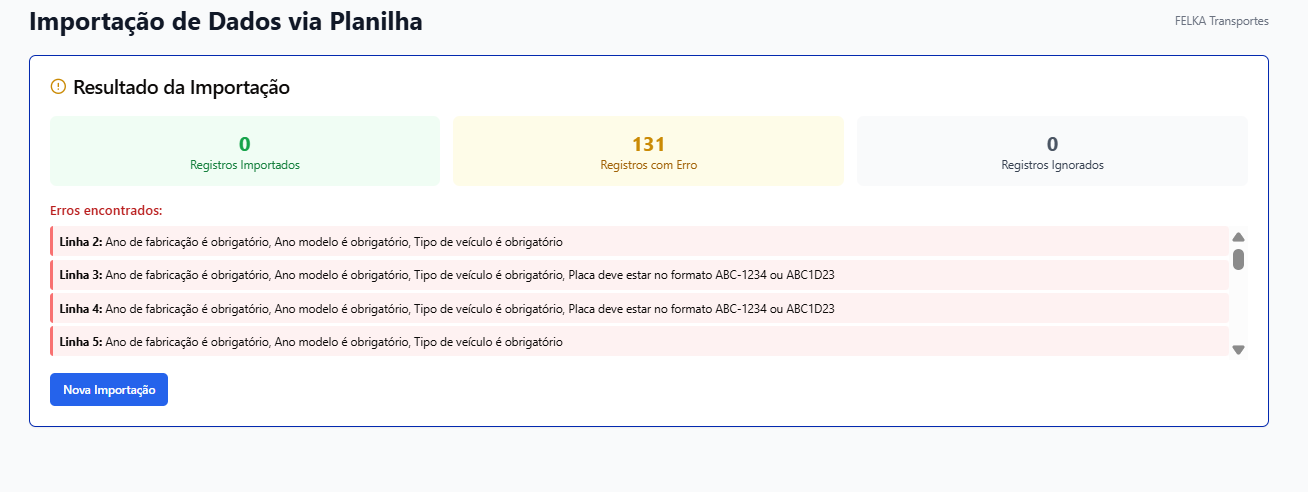 Importação de Dados via Planilha
FELKA Transportes
Resultado da Importação
0
Registros Importados
131
Registros com Erro
0
Registros Ignorados
Erros encontrados:
Linha 2: Ano de fabricação é obrigatório, Ano modelo é obrigatório, Tipo de veículo é obrigatório
Linha 3: Ano de fabricação é obrigatório, Ano modelo é obrigatório, Tipo de veículo é obrigatório, Placa deve estar no formato ABC-1234 ou ABC1D23
Linha 4: Ano de fabricação é obrigatório, Ano modelo é obrigatório, Tipo de veículo é obrigatório, Placa deve estar no formato ABC-1234 ou ABC1D23
Linha 5: Ano de fabricação é obrigatório, Ano modelo é obrigatório, Tipo de veículo é obrigatório
Nova Importação